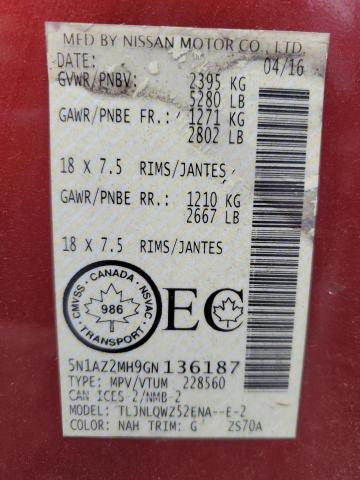 MFD BY NISSAN MOTOR CO., LTD.
DATE: 04/16
GVWR/PNBV: 2395 KG
5280 LB
GAWR/PNBE FR.: 1271 KG
2802 LB
18 X 7.5 RIMS/JANTES
GAWR/PNBE RR.: 1210 KG
2667 LB
18 X 7.5 RIMS/JANTES
CMVSS · CANADA · NSVAC
986
TRANSPORT
EC
5N1AZ2MH9GN136187
TYPE: MPV/VTUM 228560
CAN ICES-2/NMB-2
MODEL: TLJNLQWZ52ENA--E-2
COLOR: NAH TRIM: G ZS70A